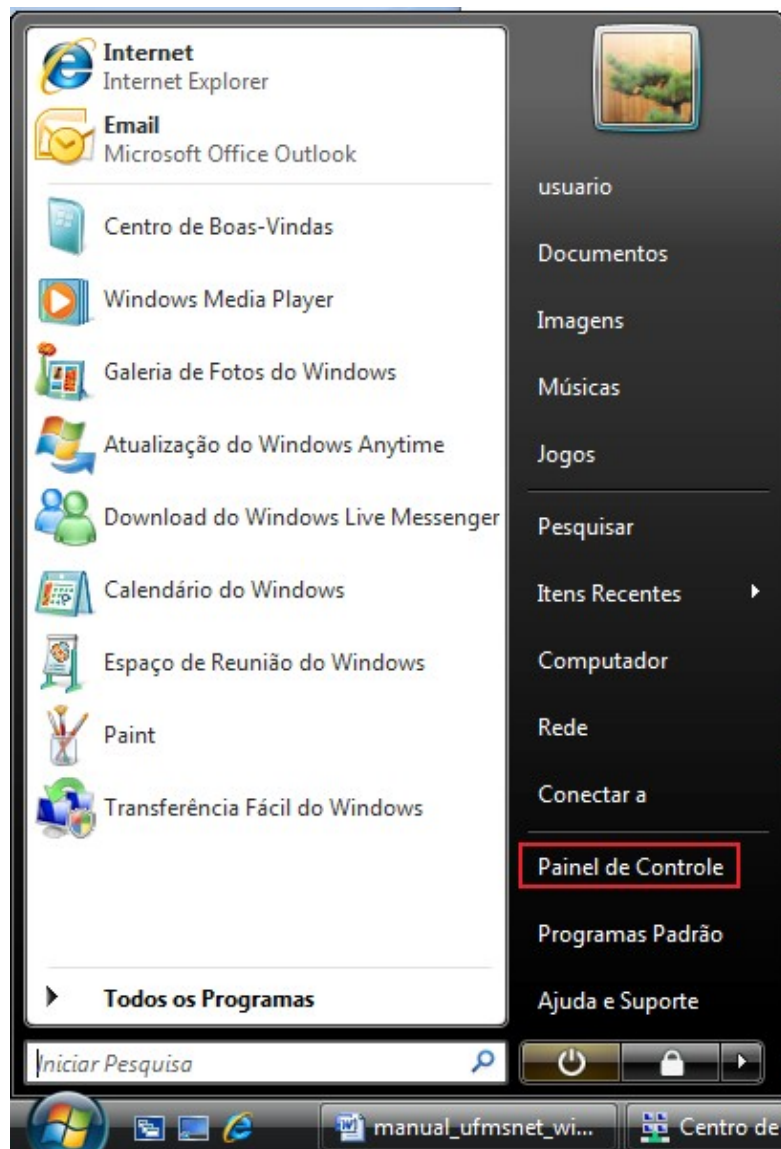 Internet
Internet Explorer
Email
Microsoft Office Outlook
Centro de Boas-Vindas
Windows Media Player
Galeria de Fotos do Windows
Atualização do Windows Anytime
Download do Windows Live Messenger
Calendário do Windows
Espaço de Reunião do Windows
Paint
Transferência Fácil do Windows
Todos os Programas
Iniciar Pesquisa
usuario
Documentos
Imagens
Músicas
Jogos
Pesquisar
Itens Recentes
Computador
Rede
Conectar a
Painel de Controle
Programas Padrão
Ajuda e Suporte
manual_ufmsnet_wi...
Centro de